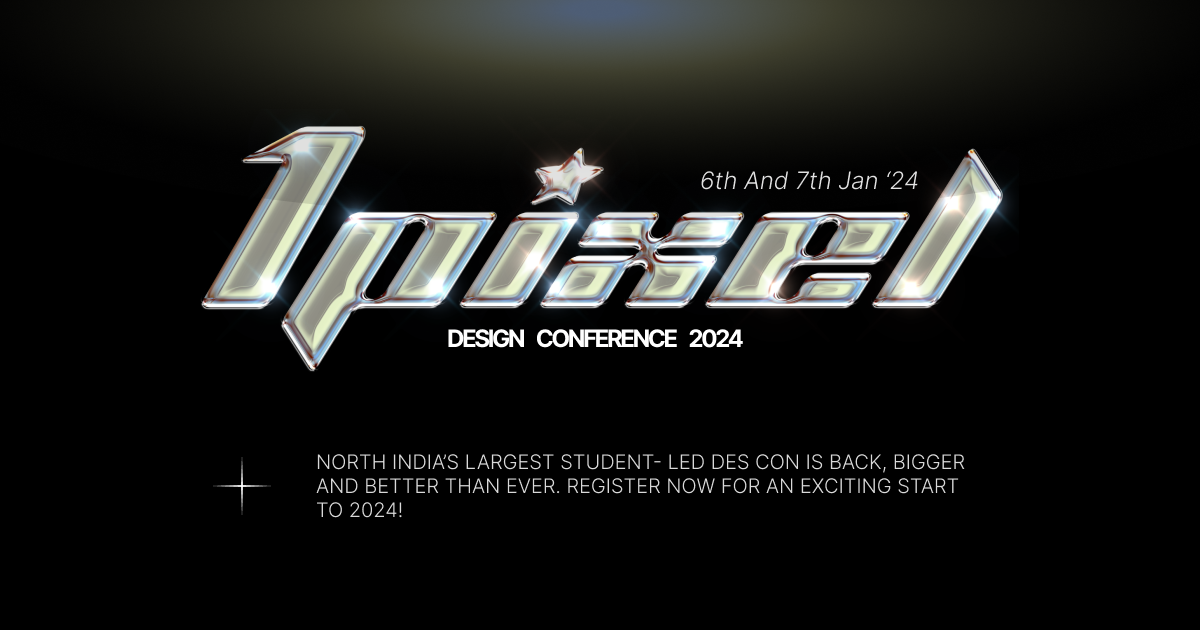 6th And 7th Jan ‘24
1pixel
DESIGN CONFERENCE 2024
NORTH INDIA’S LARGEST STUDENT- LED DES CON IS BACK, BIGGER
AND BETTER THAN EVER. REGISTER NOW FOR AN EXCITING START
TO 2024!